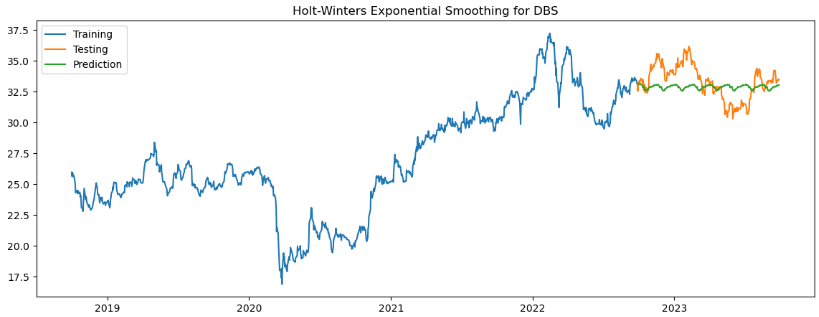 Holt-Winters Exponential Smoothing for DBS
Training
Testing
Prediction
37.5
35.0
32.5
30.0
27.5
25.0
22.5
20.0
17.5
2019 2020 2021 2022 2023